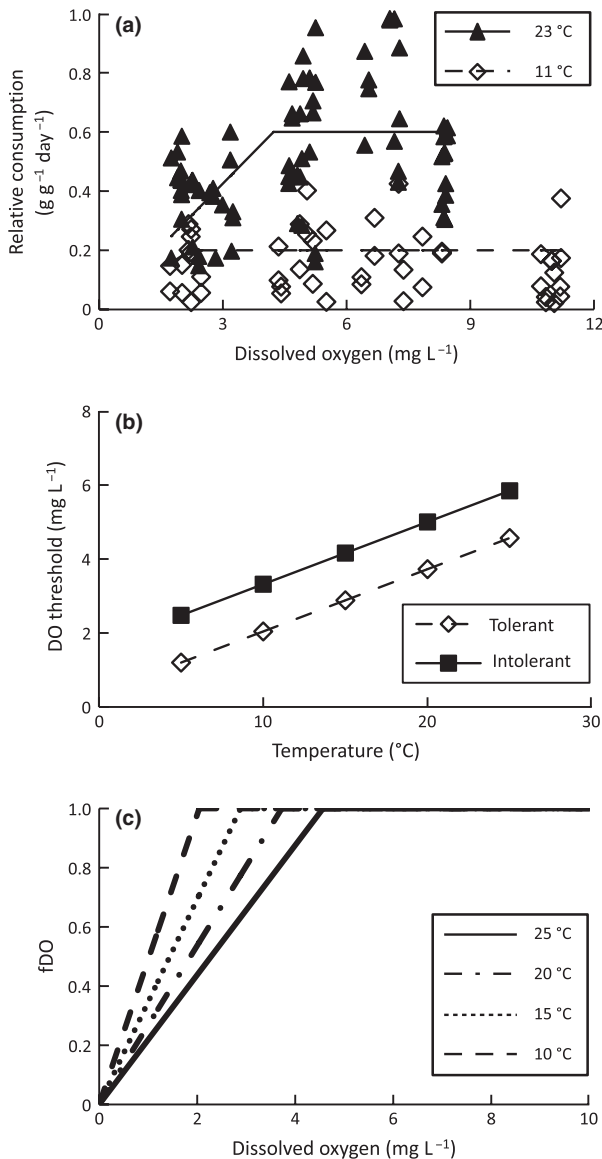 (a)
1.0
0.8
0.6
0.4
0.2
0
Relative consumption
(g g⁻¹ day⁻¹)
23 °C
11 °C
0 3 6 9 12
Dissolved oxygen (mg L⁻¹)
(b)
8
6
4
2
0
DO threshold (mg L⁻¹)
Tolerant
Intolerant
0 10 20 30
Temperature (°C)
(c)
1.0
0.8
0.6
0.4
0.2
0
fDO
25 °C
20 °C
15 °C
10 °C
0 2 4 6 8 10
Dissolved oxygen (mg L⁻¹)